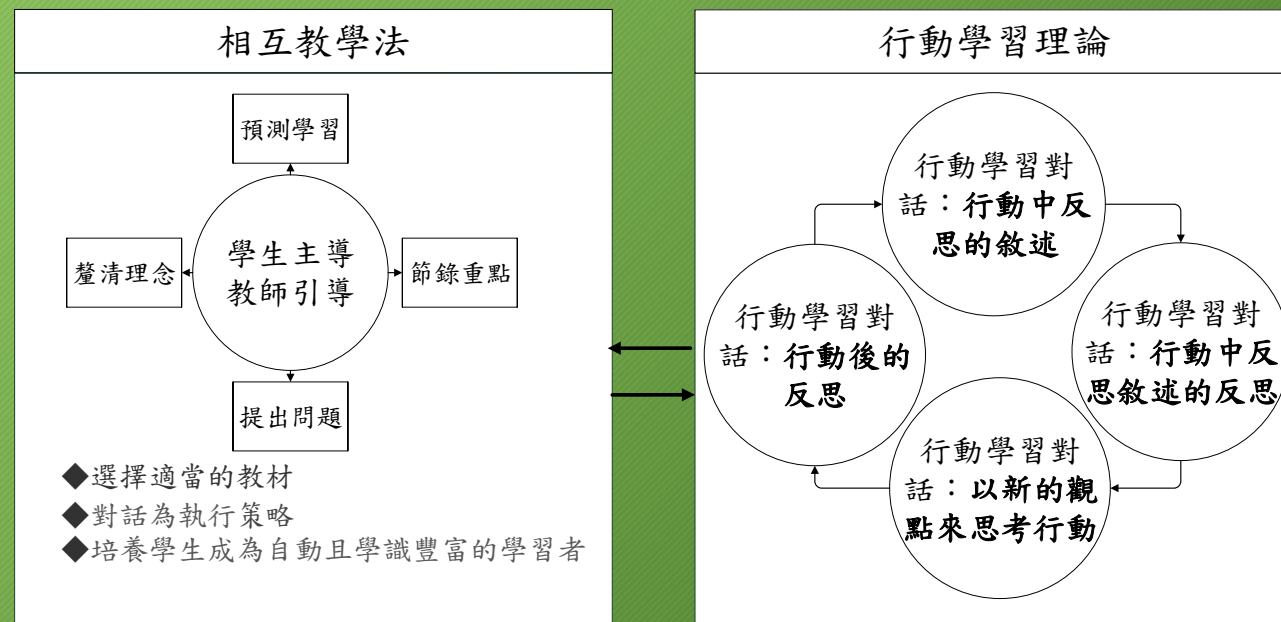 相互教學法
預測學習
釐清理念
學生主導
教師引導
節錄重點
提出問題
◆選擇適當的教材
◆對話為執行策略
◆培養學生成為自動且學識豐富的學習者
行動學習理論
行動學習對
話：行動中反
思的敘述
行動學習對
話：行動中反
思敘述的反思
行動學習對
話：以新的觀
點來思考行動
行動學習對
話：行動後的
反思